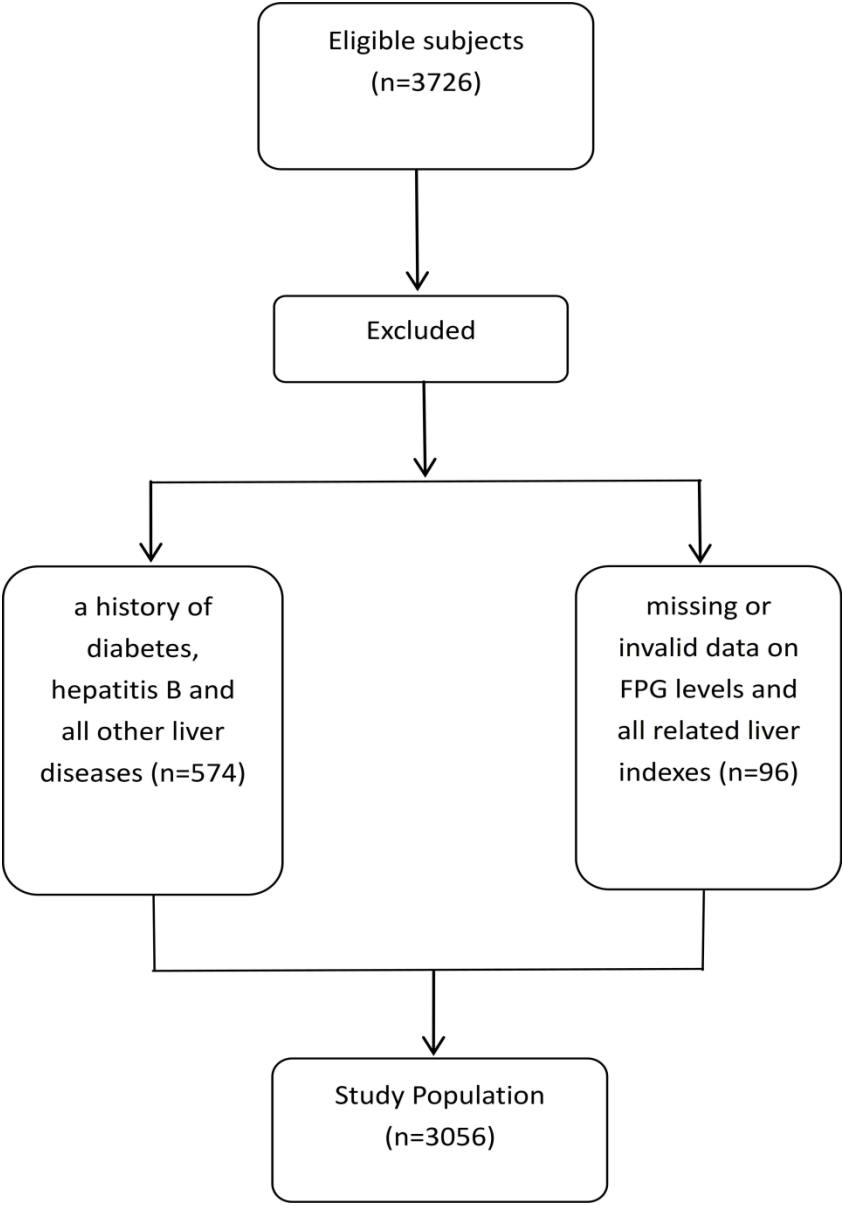 Eligible subjects
(n=3726)
Excluded
a history of
diabetes,
hepatitis B and
all other liver
diseases (n=574)
missing or
invalid data on
FPG levels and
all related liver
indexes (n=96)
Study Population
(n=3056)